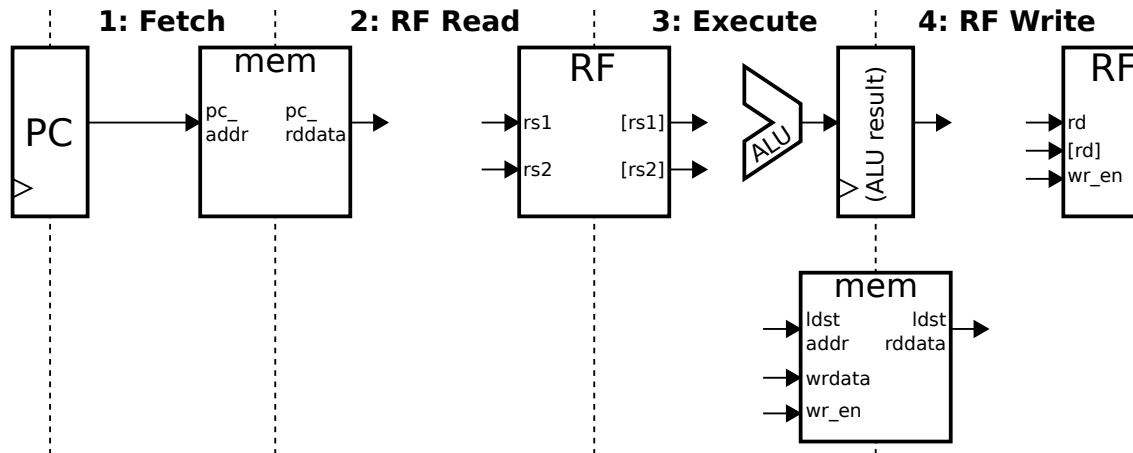 1: Fetch
2: RF Read
3: Execute
4: RF Write
PC
mem
pc_
addr
pc_
rddata
RF
rs1
[rs1]
rs2
[rs2]
ALU
(ALU result)
RF
rd
[rd]
wr_en
mem
ldst
addr
ldst
rddata
wrdata
wr_en